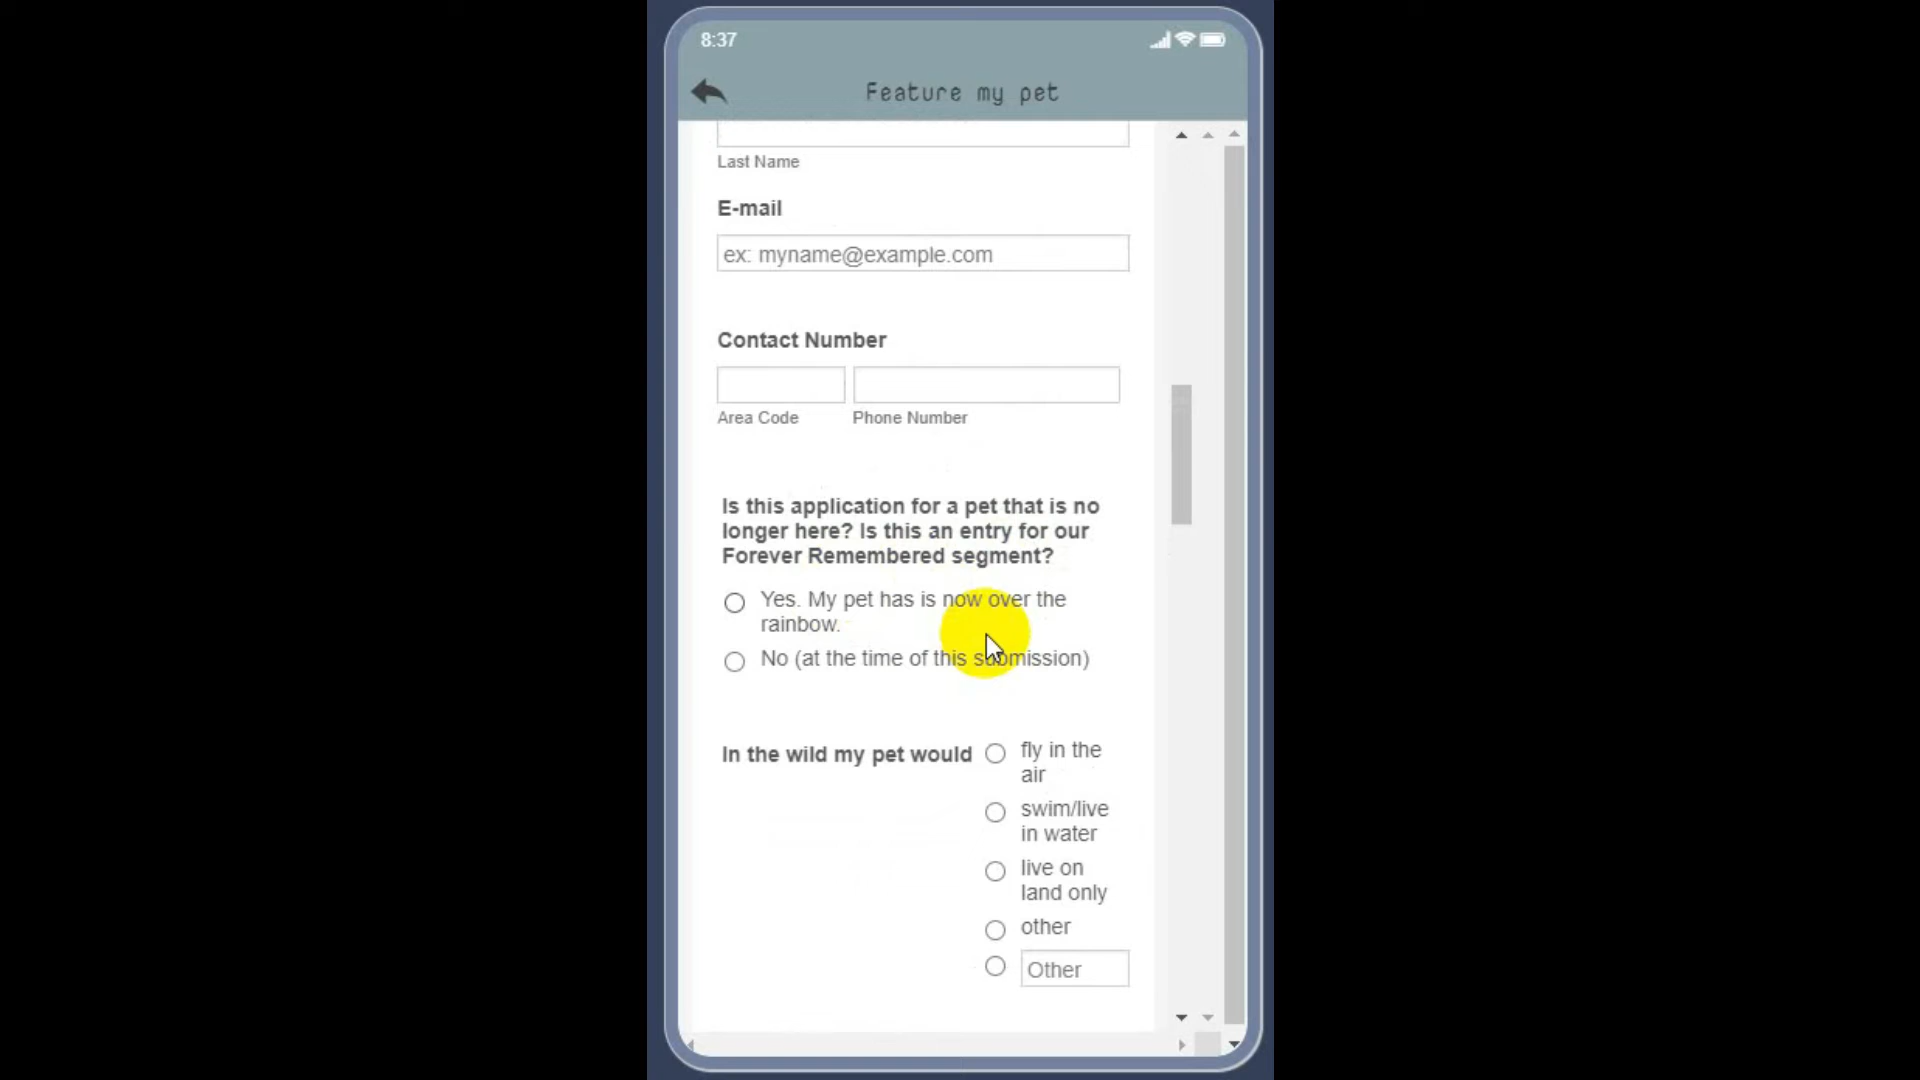 8:37
Feature my pet
Last Name
E-mail
ex: myname@example.com
Contact Number
Area Code
Phone Number
Is this application for a pet that is no
longer here? Is this an entry for our
Forever Remembered segment?
Yes. My pet has is now over the
rainbow.
No (at the time of this submission)
In the wild my pet would
fly in the
air
swim/live
in water
live on
land only
other
Other